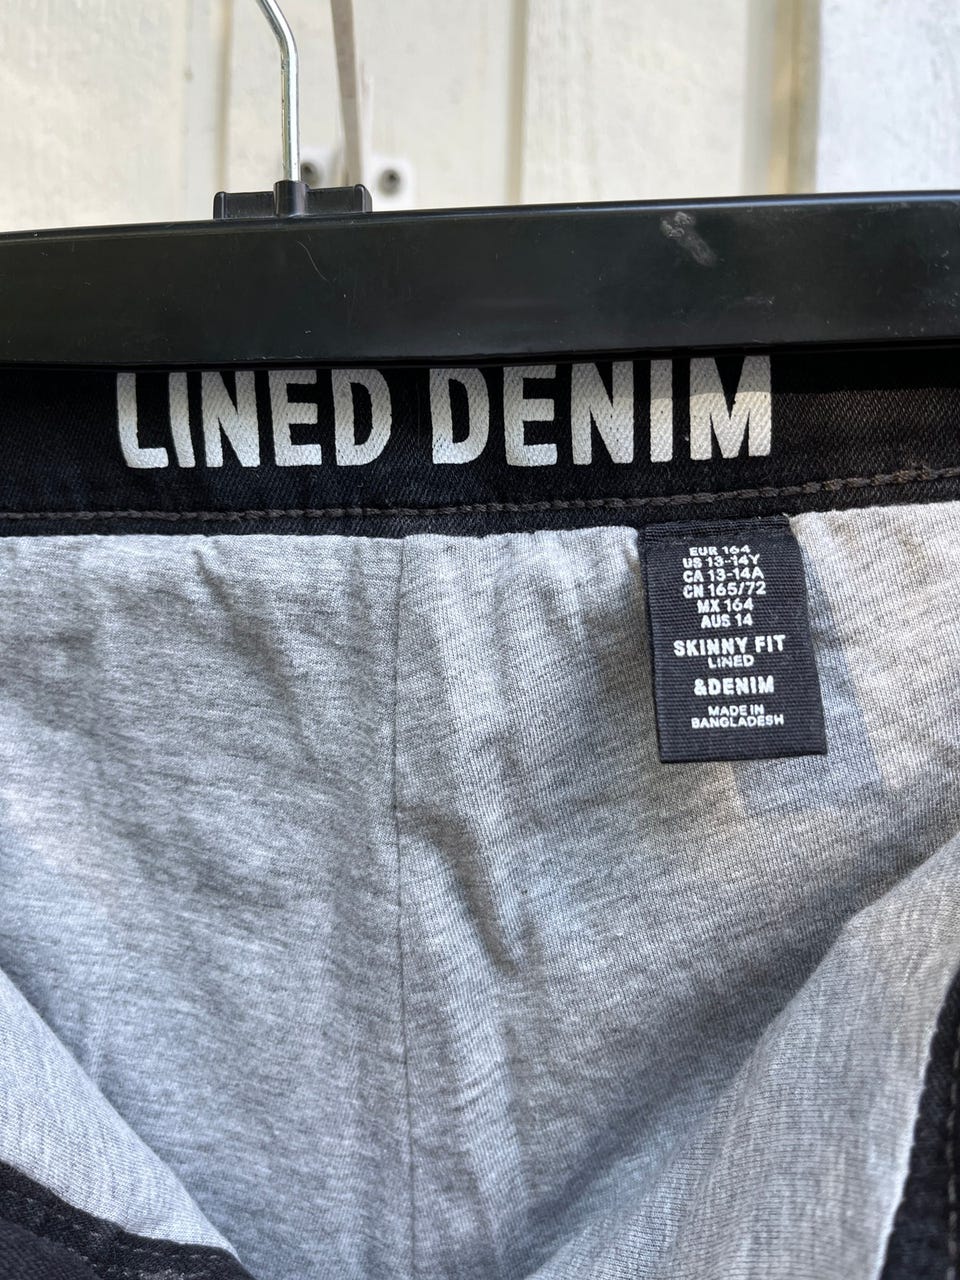 LINED DENIM
EUR 164
US 13-14Y
CA 13-14A
CN 165/72
MX 164
AUS 14
SKINNY FIT
LINED
&DENIM
MADE IN
BANGLADESH